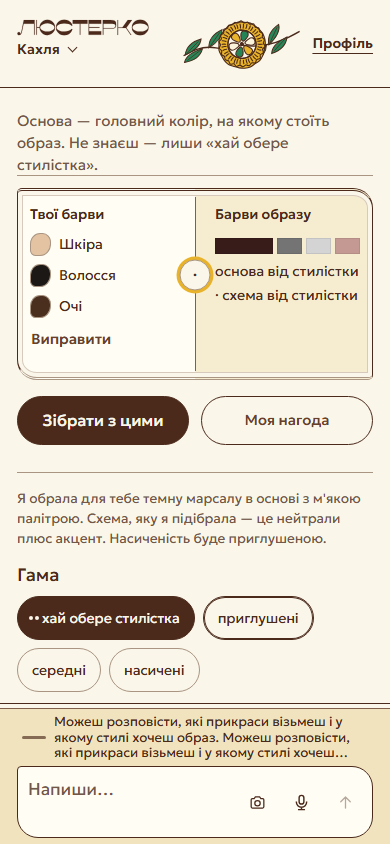 ЛЮСТЕРКО
Кахля
Профіль
Основа — головний колір, на якому стоїть
образ. Не знаєш — лиши «хай обере
стилістка».
Твої барви
Барви образу
Шкіра
Волосся
основа від стилістки
· схема від стилістки
Очі
Виправити
Зібрати з цими
Моя нагода
Я обрала для тебе темну марсалу в основі з м'якою
палітрою. Схема, яку я підібрала — це нейтрали
плюс акцент. Насиченість буде приглушеною.
Гама
•• хай обере стилістка
приглушені
середні
насичені
Можеш розповісти, які прикраси візьмеш і у
якому стилі хочеш образ. Можеш розповісти,
які прикраси візьмеш і у якому стилі хочеш…
Напиши…